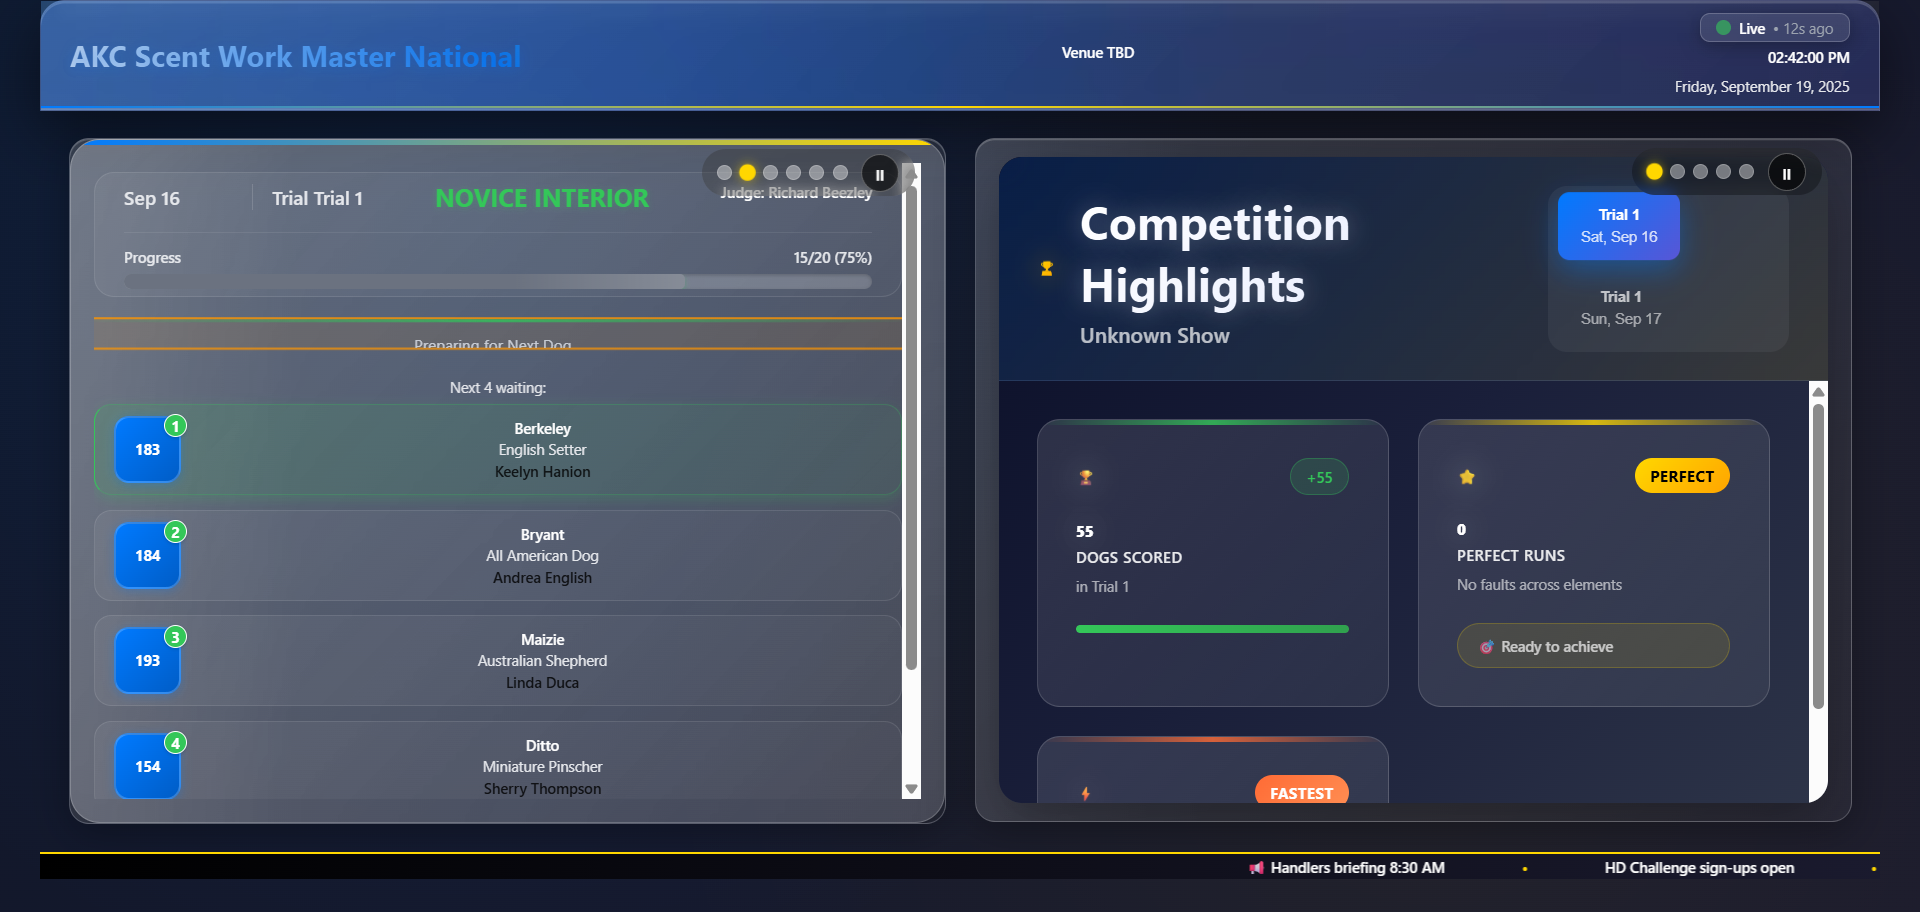 AKC Scent Work Master National
Venue TBD
Live • 12s ago
02:42:00 PM
Friday, September 19, 2025
Sep 16
Trial Trial 1
NOVICE INTERIOR
Judge: Richard Beezley
Progress
15/20 (75%)
Preparing for Next Dog
Next 4 waiting:
183
1
Berkeley
English Setter
Keelyn Hanlon
184
2
Bryant
All American Dog
Andrea English
193
3
Maizie
Australian Shepherd
Linda Duca
154
4
Ditto
Miniature Pinscher
Sherry Thompson
Competition
Highlights
Unknown Show
Trial 1
Sat, Sep 16
Trial 1
Sun, Sep 17
+55
55
DOGS SCORED
in Trial 1
PERFECT
0
PERFECT RUNS
No faults across elements
Ready to achieve
FASTEST
Handlers briefing 8:30 AM
•
HD Challenge sign-ups open
•